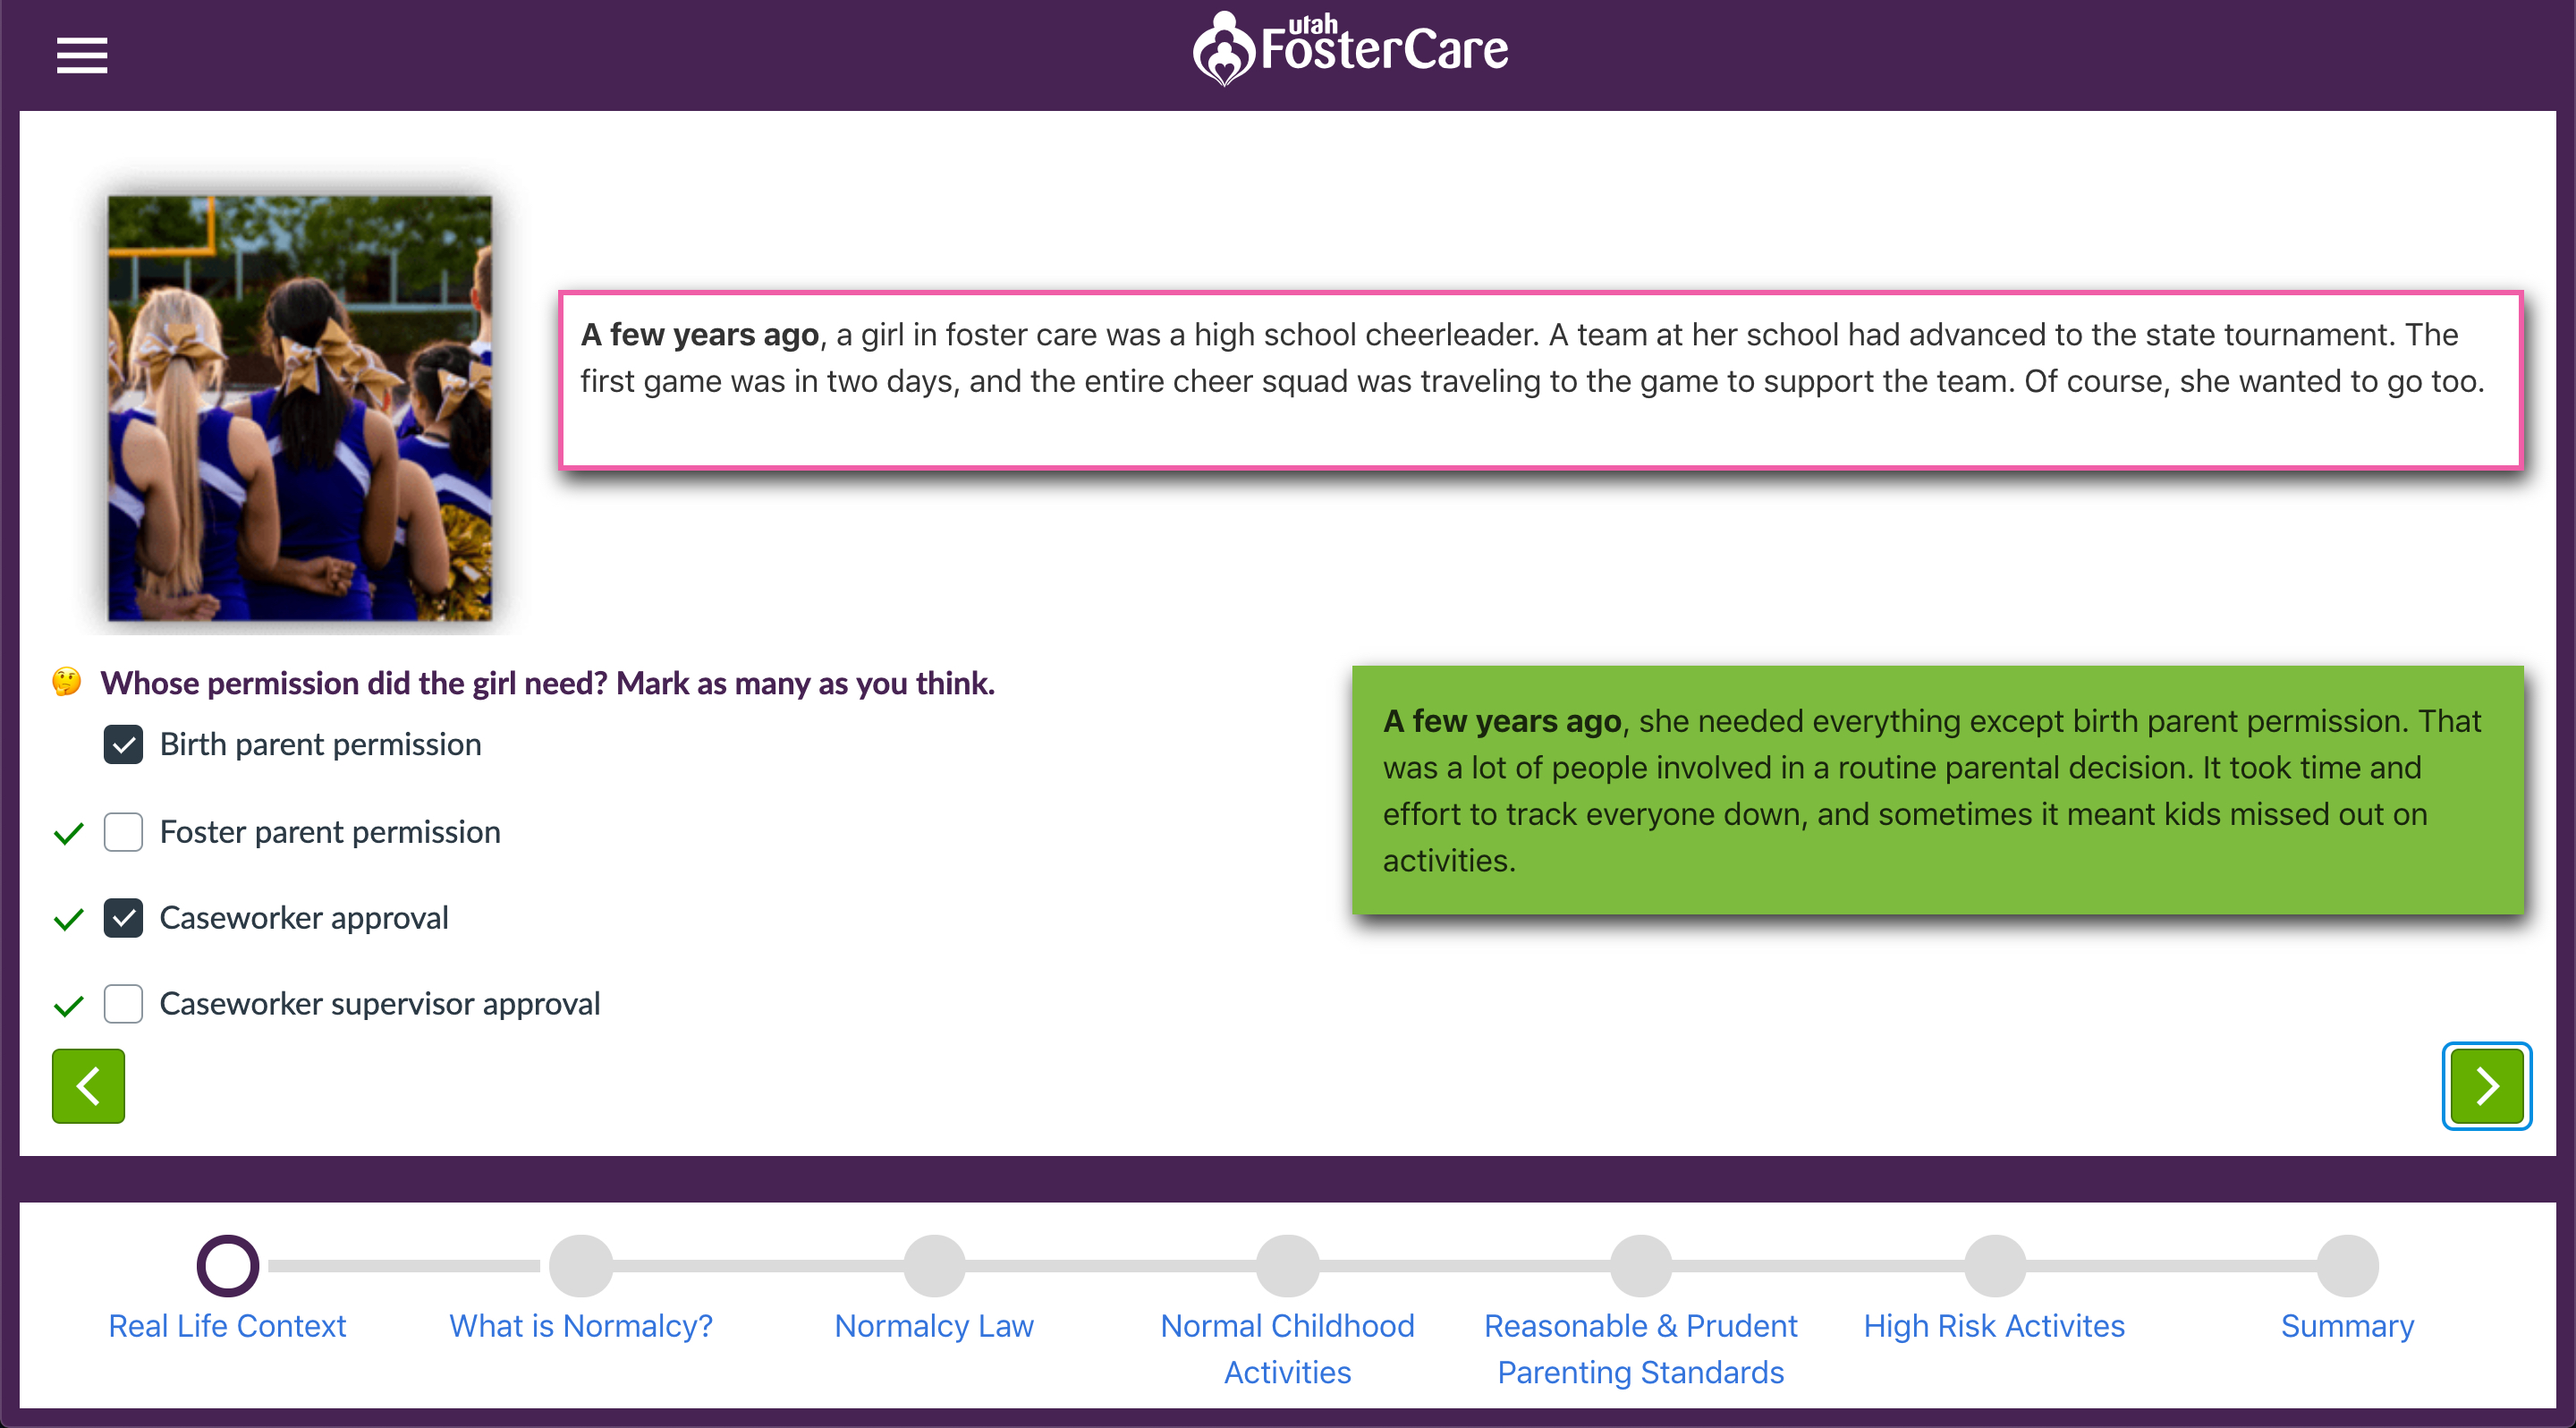 utah
FosterCare
A few years ago, a girl in foster care was a high school cheerleader. A team at her school had advanced to the state tournament. The
first game was in two days, and the entire cheer squad was traveling to the game to support the team. Of course, she wanted to go too.
🤔 Whose permission did the girl need? Mark as many as you think.
Birth parent permission
Foster parent permission
Caseworker approval
Caseworker supervisor approval
A few years ago, she needed everything except birth parent permission. That
was a lot of people involved in a routine parental decision. It took time and
effort to track everyone down, and sometimes it meant kids missed out on
activities.
Real Life Context
What is Normalcy?
Normalcy Law
Normal Childhood
Activities
Reasonable & Prudent
Parenting Standards
High Risk Activites
Summary